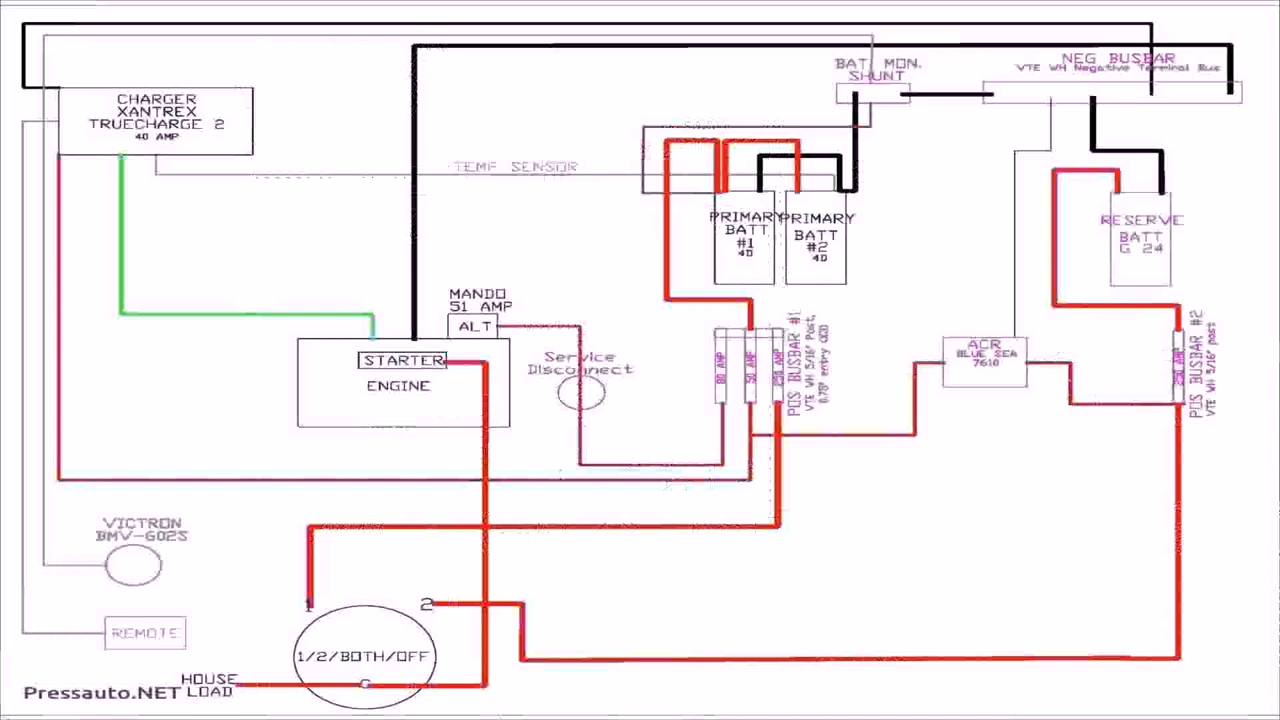 NEG BUSBAR
VTE WH Negative Terminal Bus
BAT. MON.
SHUNT
CHARGER
XANTREX
TRUECHARGE 2
40 AMP
TEMP SENSOR
PRIMARY
BATT
#1
4D
PRIMARY
BATT
#2
4D
RESERVE
BATT
G 24
MANDO
51 AMP
ALT
STARTER
ENGINE
Service
Disconnect
80 AMP
50 AMP
250 AMP
POS BUSBAR #1
VTE WH 5/16" Post,
ACR
BLUE SEA
7610
250 AMP
POS BUSBAR #2
VTE WH 5/16" post
VICTRON
BMV-602S
REMOTE
1
2
1/2/BOTH/OFF
C
HOUSE
LOAD
Pressauto.NET